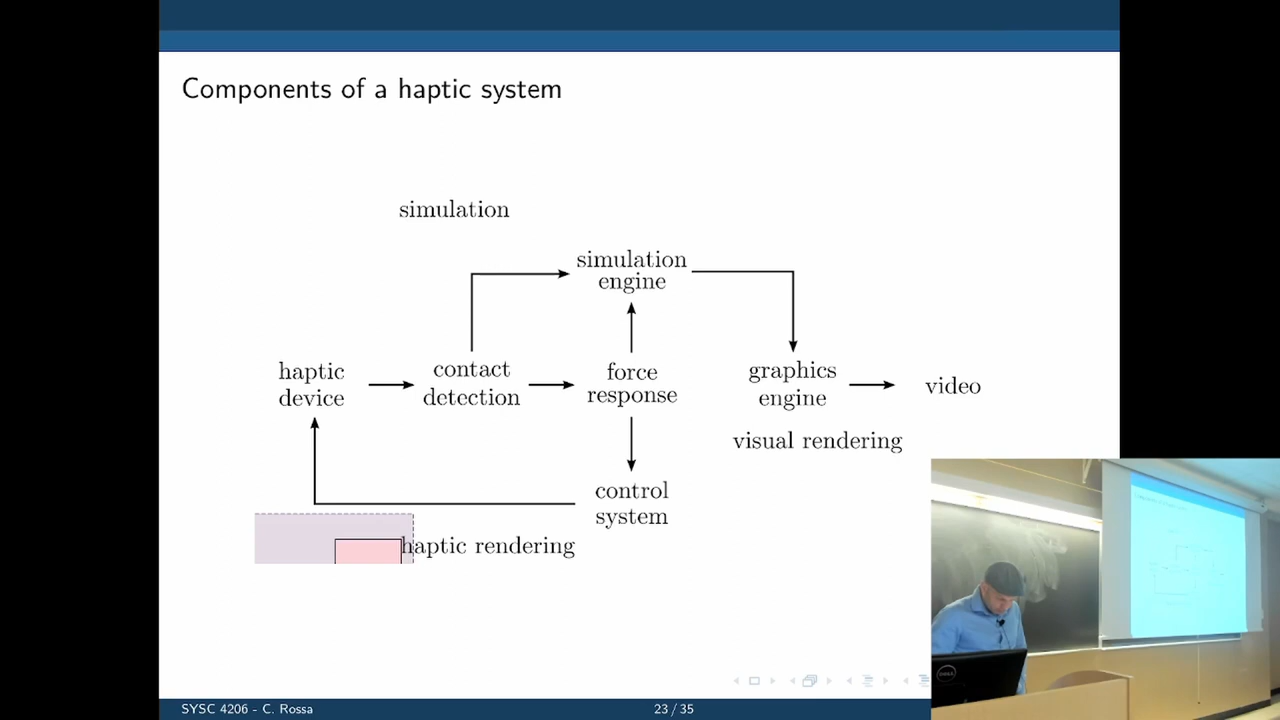 Components of a haptic system
simulation
simulation
engine
haptic
device
contact
detection
force
response
graphics
engine
video
visual rendering
control
system
haptic rendering
SYSC 4206 - C. Rossa
23 / 35
DELL